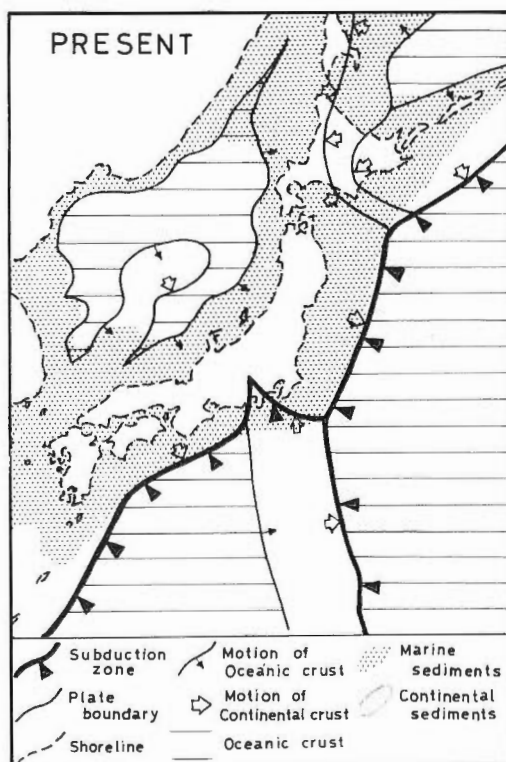 PRESENT
Subduction
zone
Motion of
Oceanic crust
Marine
sediments
Plate
boundary
Motion of
Continental crust
Continental
sediments
Shoreline
Oceanic crust